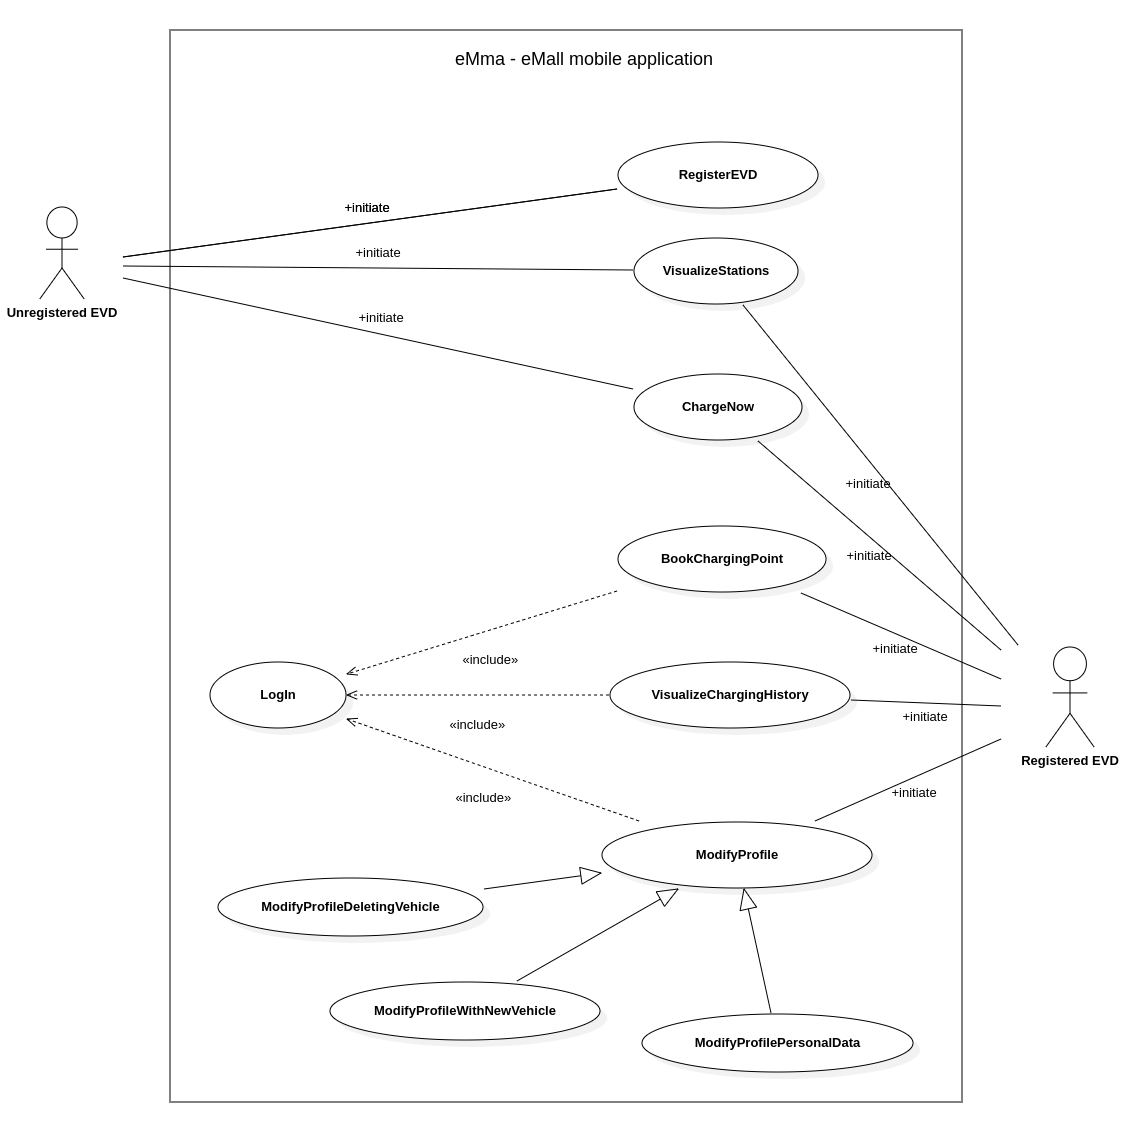 eMma - eMall mobile application
RegisterEVD
+initiate
+initiate
VisualizeStations
Unregistered EVD
+initiate
ChargeNow
+initiate
+initiate
BookChargingPoint
+initiate
«include»
LogIn
VisualizeChargingHistory
+initiate
«include»
Registered EVD
+initiate
«include»
ModifyProfile
ModifyProfileDeletingVehicle
ModifyProfileWithNewVehicle
ModifyProfilePersonalData